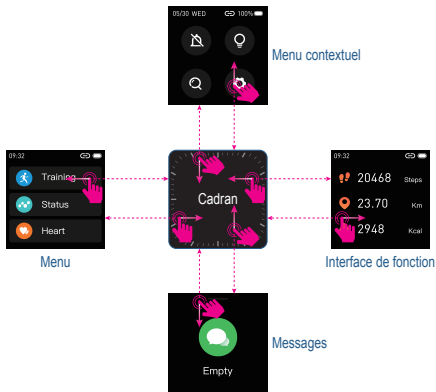 05/30 WED 100%
Menu contextuel
09:32
Training
Status
Heart
Menu
Cadran
09:32
20468 Steps
23.70 Km
2948 Kcal
Interface de fonction
Messages
Empty